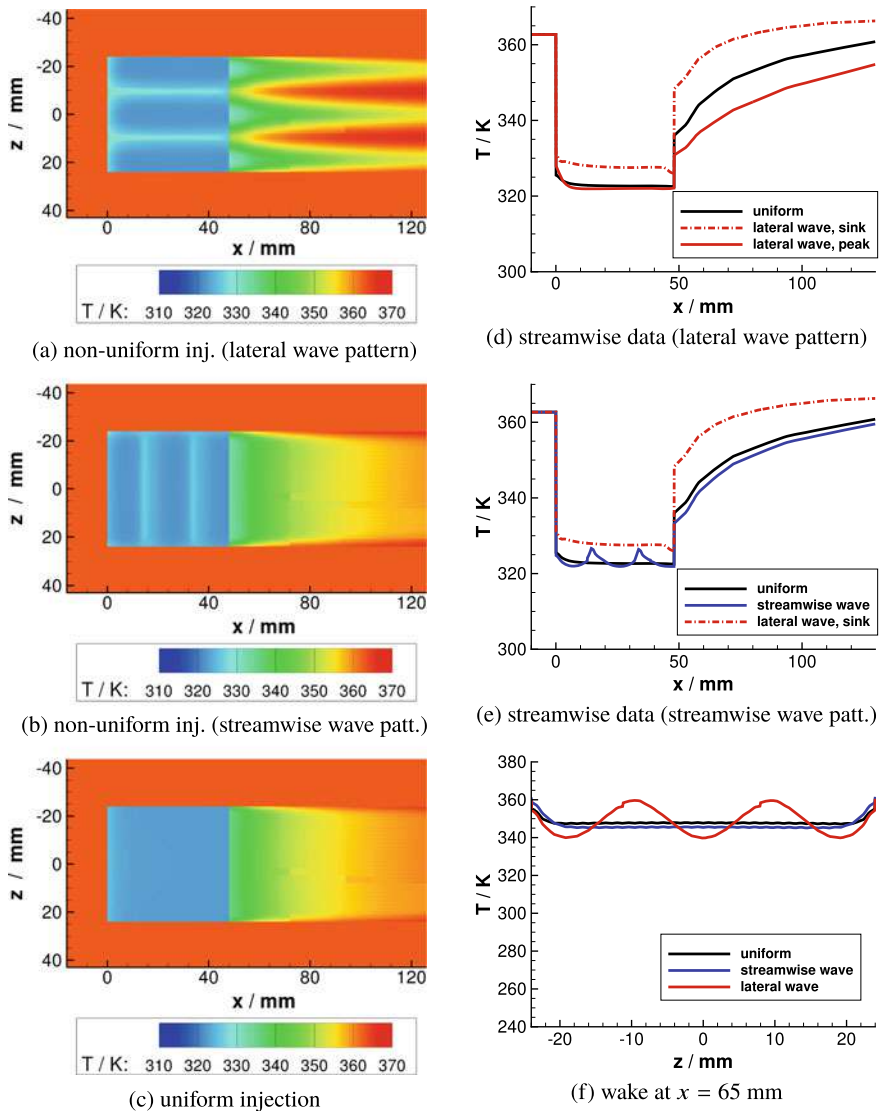 -40
-20
0
20
40
z / mm
0
40
80
120
x / mm
T / K:
310
320
330
340
350
360
370
(a) non-uniform inj. (lateral wave pattern)
360
340
320
300
T / K
0
50
100
x / mm
uniform
lateral wave, sink
lateral wave, peak
(d) streamwise data (lateral wave pattern)
-40
-20
0
20
40
z / mm
0
40
80
120
x / mm
T / K:
310
320
330
340
350
360
370
(b) non-uniform inj. (streamwise wave patt.)
360
340
320
300
T / K
0
50
100
x / mm
uniform
streamwise wave
lateral wave, sink
(e) streamwise data (streamwise wave patt.)
-40
-20
0
20
40
z / mm
0
40
80
120
x / mm
T / K:
310
320
330
340
350
360
370
(c) uniform injection
380
360
340
320
300
280
260
240
T / K
-20
-10
0
10
20
z / mm
uniform
streamwise wave
lateral wave
(f) wake at x = 65 mm